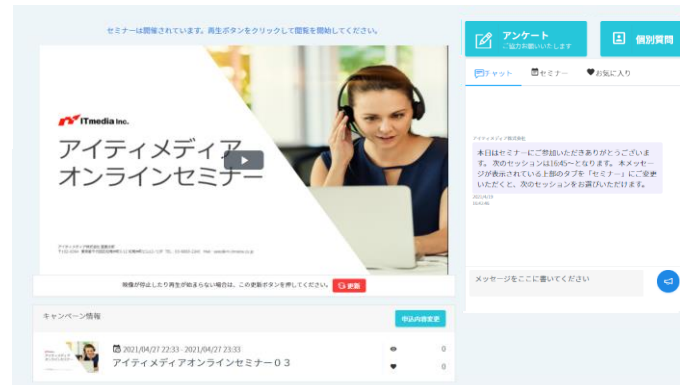 セミナーは開催されています。再生ボタンをクリックして閲覧を開始してください。
ITmedia Inc.
アイティメディア
オンラインセミナー
アイティメディア株式会社
映像が停止したり再生が始まらない場合は、この更新ボタンを押してください。 更新
キャンペーン情報
申込内容変更
2021/04/27 22:33 - 2021/04/27 23:33
アイティメディアオンラインセミナー０３
0
0
アンケート
ご協力お願いいたします
個別質問
チャット
セミナー
お気に入り
アイティメディア株式会社
本日はセミナーにご参加いただきありがとうございま
す。 次のセッションは16:45～となります。 本メッセー
ジが表示されている上部のタブを「セミナー」にご変更
いただくと、次のセッションをお選びいただけます。
メッセージをここに書いてください